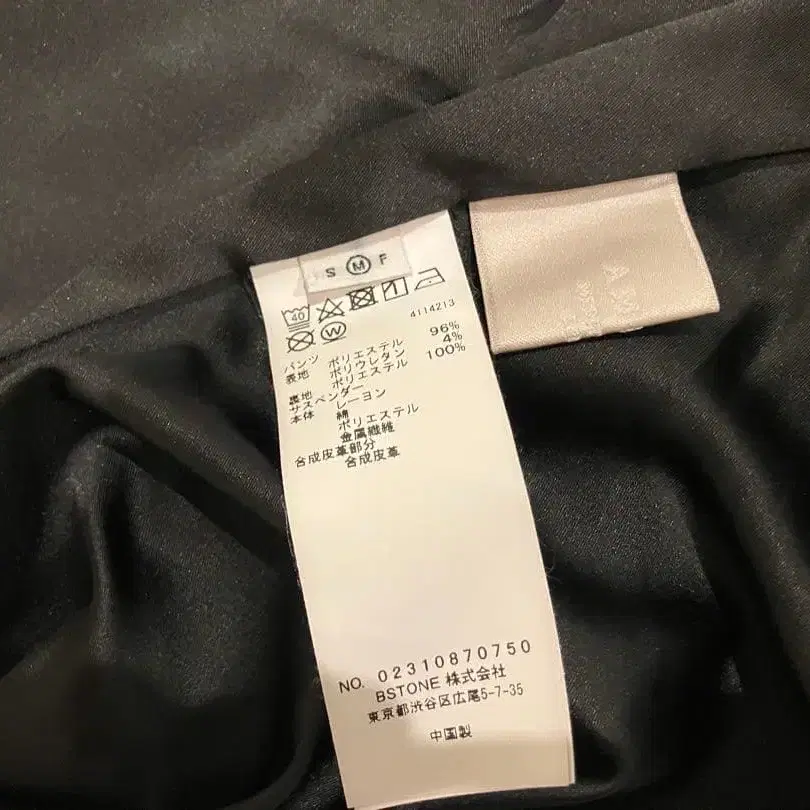 S M F
40
W
4114213
パンツ
表地 ポリエステル 96%
ポリウレタン 4%
裏地 ポリエステル 100%
サスペンダー
本体 レーヨン
綿
ポリエステル
金属繊維
合成皮革部分
合成皮革
NO. 02310870750
BSTONE 株式会社
東京都渋谷区広尾5-7-35
中国製